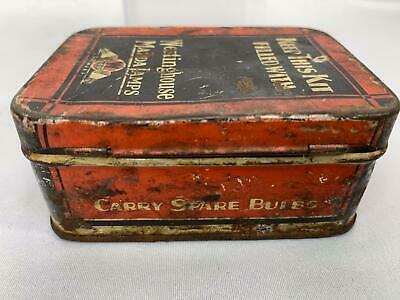 KEEP THIS KIT
FILLED WITH
Westinghouse
MAZDA LAMPS
CARRY SPARE BULBS